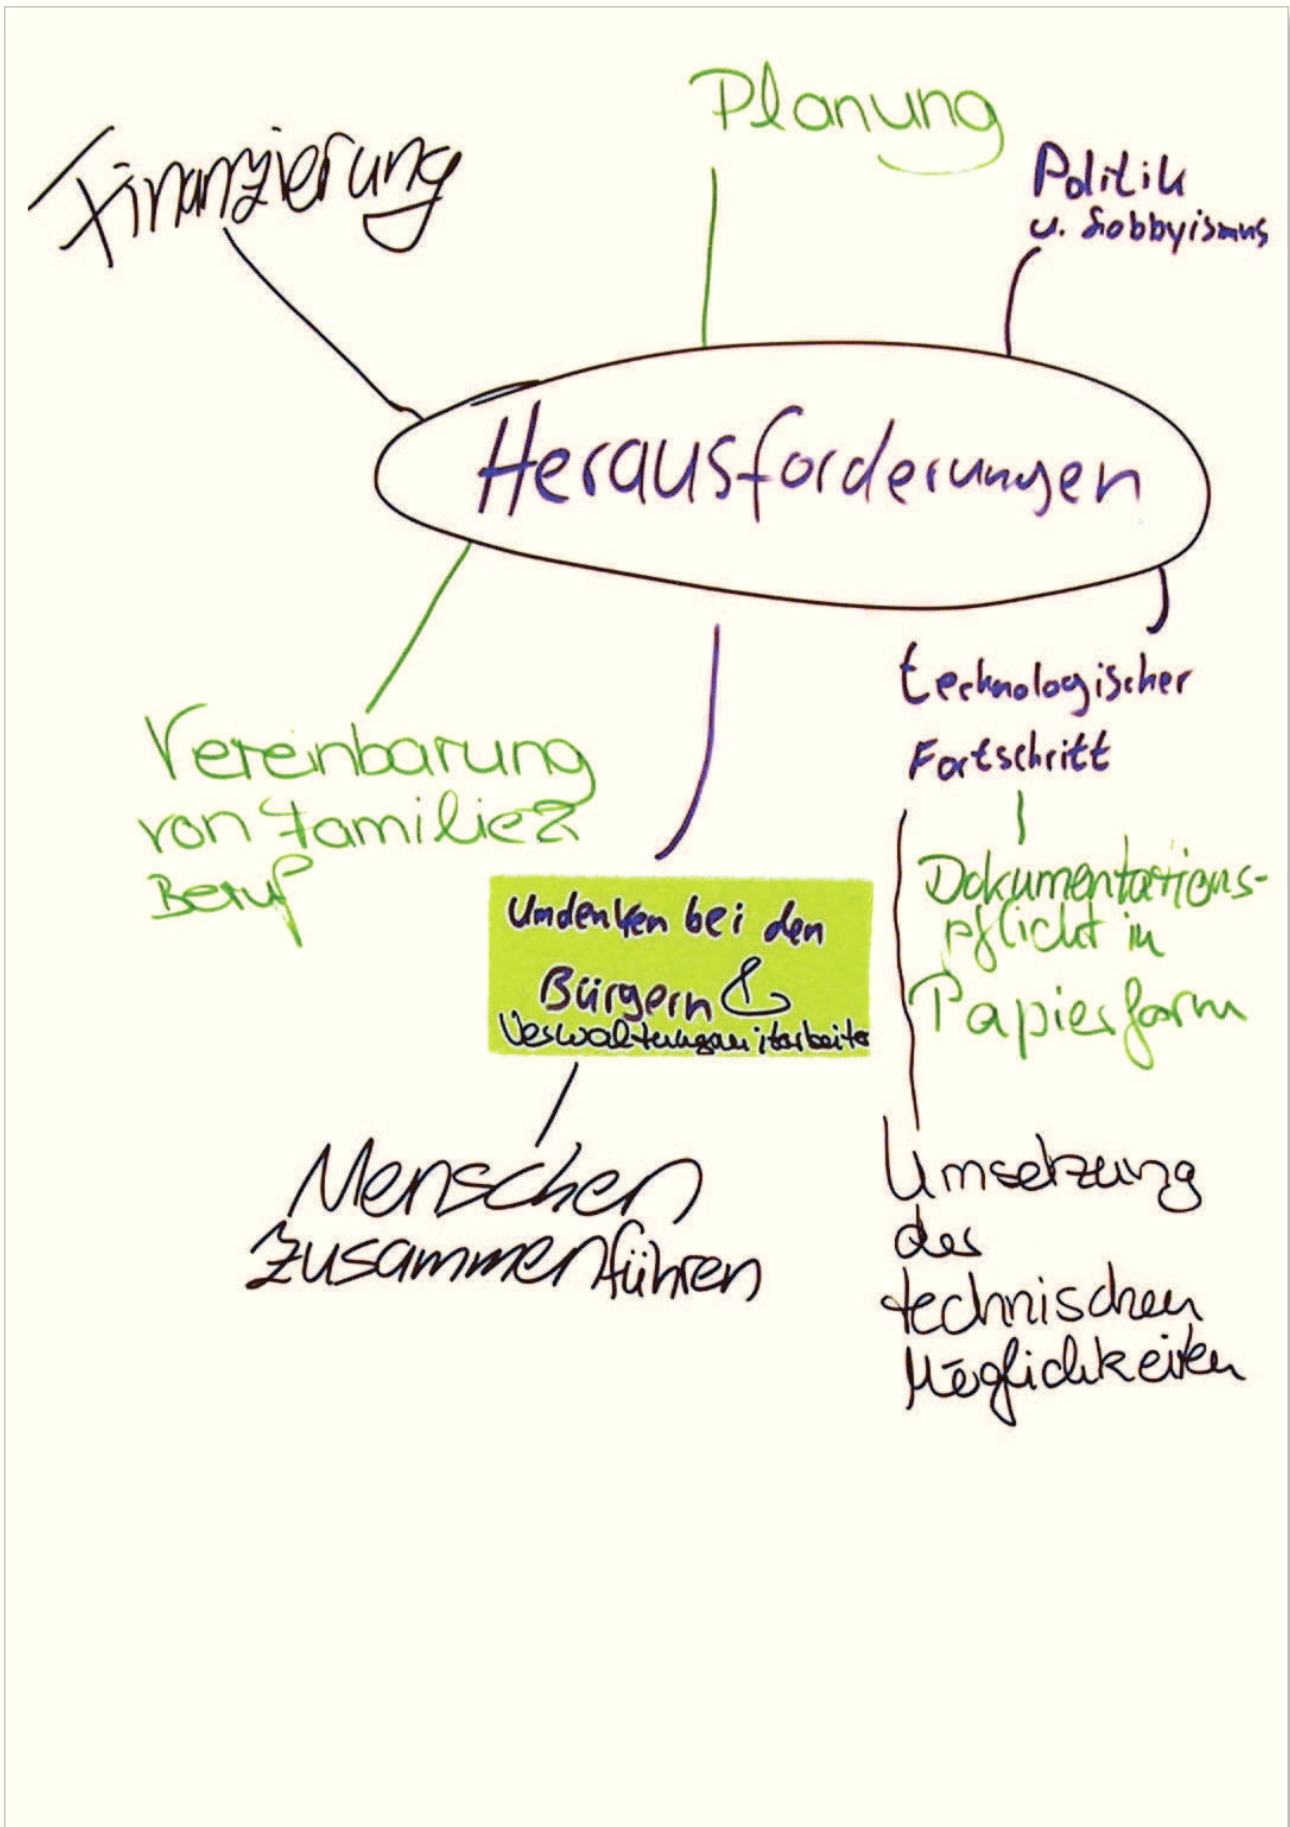 Planung
Finanzierung
Politik
u. Lobbyismus
Herausforderungen
technologischer
Fortschritt
Vereinbarung
von Familie &
Beruf
Dokumentations-
pflicht in
Papierform
Umdenken bei den
Bürgern &
Verwaltungsmitarbeiter
Menschen
zusammenführen
Umsetzung
der
technischen
Möglichkeiten